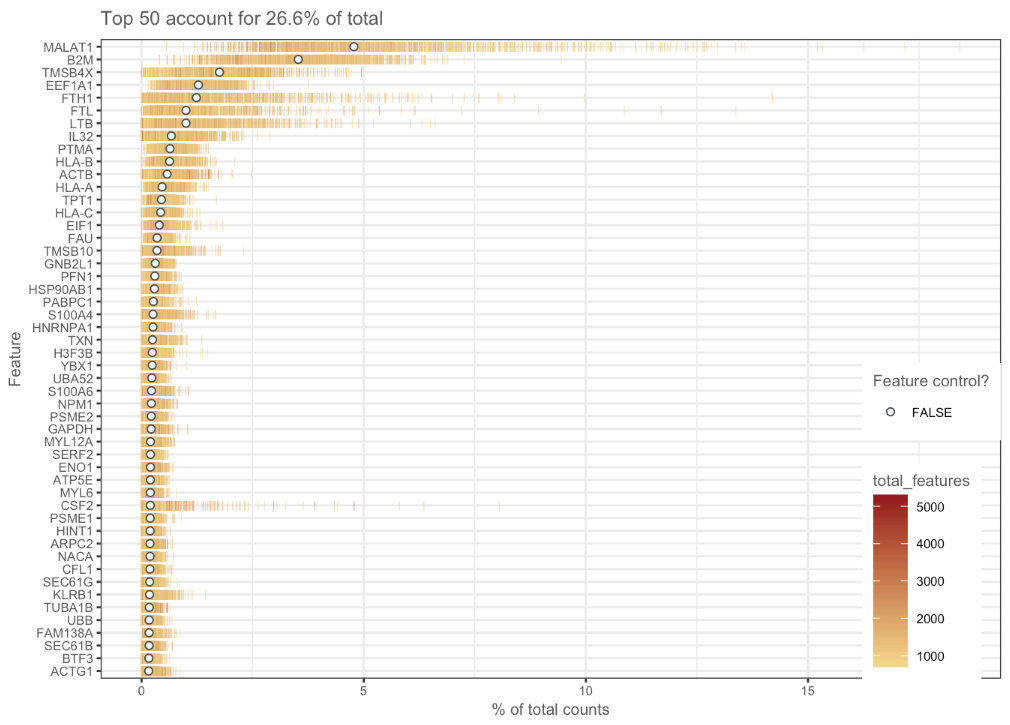 Top 50 account for 26.6% of total
MALAT1
B2M
TMSB4X
EEF1A1
FTH1
FTL
LTB
IL32
PTMA
HLA-B
ACTB
HLA-A
TPT1
HLA-C
EIF1
FAU
TMSB10
GNB2L1
PFN1
HSP90AB1
PABPC1
S100A4
HNRNPA1
TXN
H3F3B
YBX1
UBA52
S100A6
NPM1
PSME2
GAPDH
MYL12A
SERF2
ENO1
ATP5E
MYL6
CSF2
PSME1
HINT1
ARPC2
NACA
CFL1
SEC61G
KLRB1
TUBA1B
UBB
FAM138A
SEC61B
BTF3
ACTG1
Feature
0 5 10 15
% of total counts
Feature control?
FALSE
total_features
5000
4000
3000
2000
1000